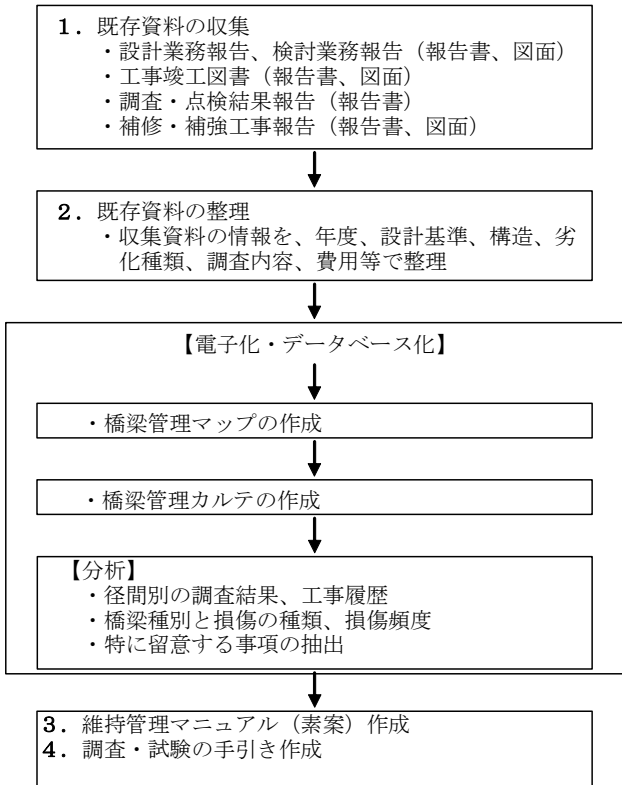 1．既存資料の収集
・設計業務報告、検討業務報告（報告書、図面）
・工事竣工図書（報告書、図面）
・調査・点検結果報告（報告書）
・補修・補強工事報告（報告書、図面）
2．既存資料の整理
・収集資料の情報を、年度、設計基準、構造、劣
化種類、調査内容、費用等で整理
【電子化・データベース化】
・橋梁管理マップの作成
・橋梁管理カルテの作成
【分析】
・径間別の調査結果、工事履歴
・橋梁種別と損傷の種類、損傷頻度
・特に留意する事項の抽出
3．維持管理マニュアル（素案）作成
4．調査・試験の手引き作成